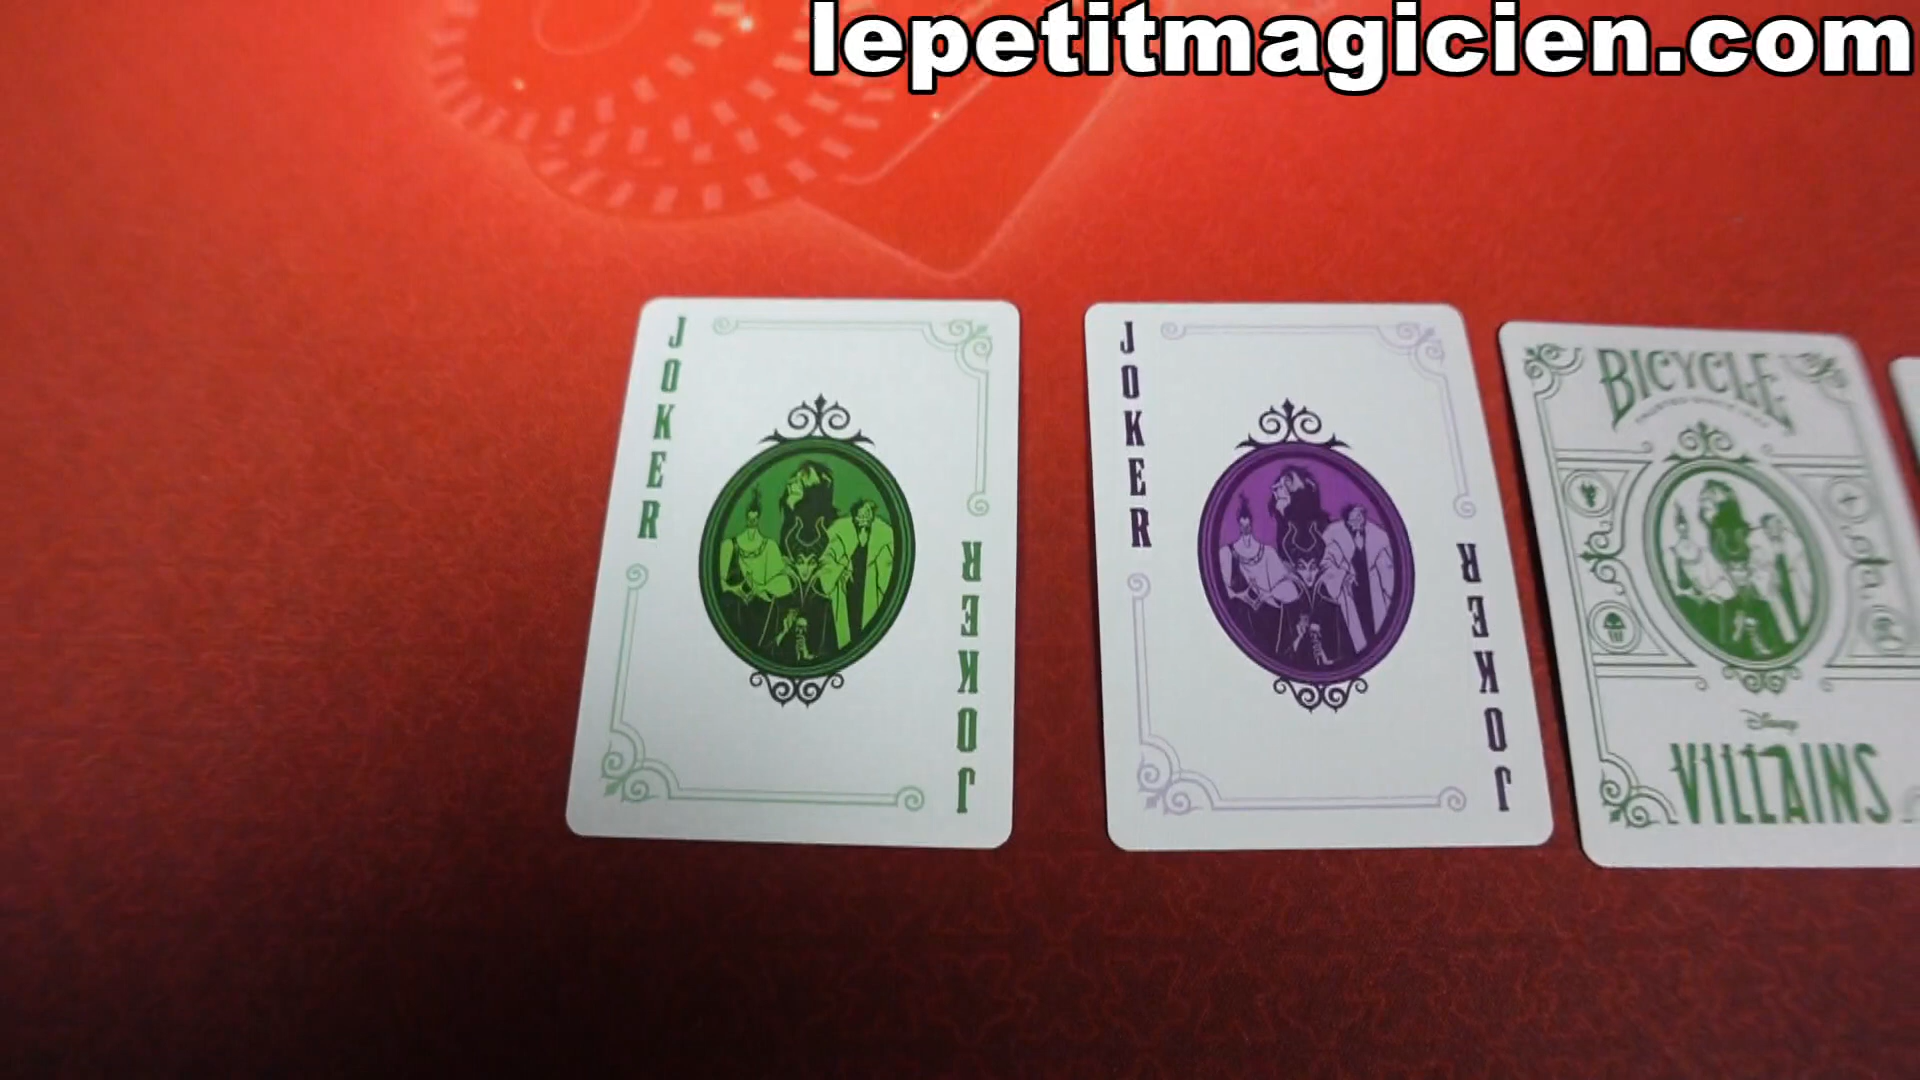 lepetitmagicien.com
JOKER
JOKER
JOKER
JOKER
BICYCLE
Disney
VILLAINS